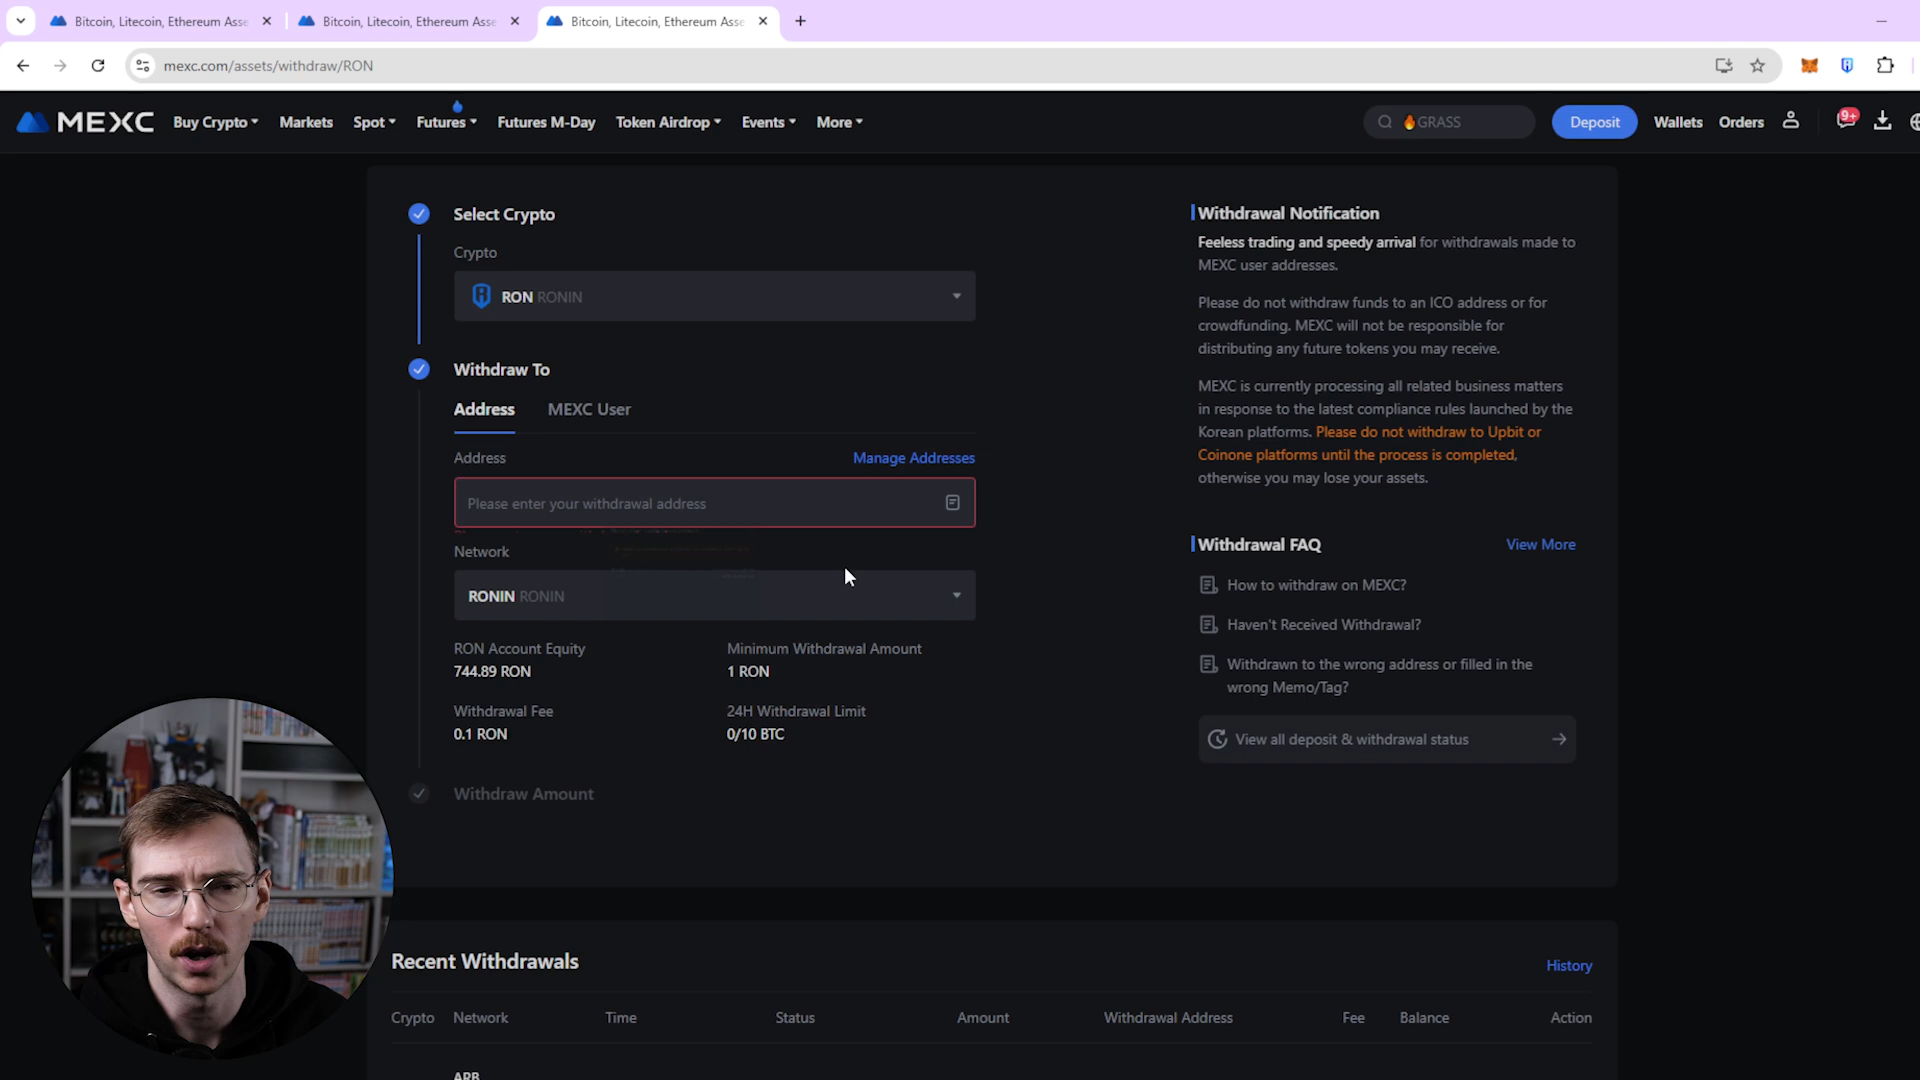 Bitcoin, Litecoin, Ethereum Asse
Bitcoin, Litecoin, Ethereum Asse
Bitcoin, Litecoin, Ethereum Asse
mexc.com/assets/withdraw/RON
MEXC
Buy Crypto
Markets
Spot
Futures
Futures M-Day
Token Airdrop
Events
More
GRASS
Deposit
Wallets
Orders
9+
Select Crypto
Crypto
RON RONIN
Withdraw To
Address
MEXC User
Address
Manage Addresses
Please enter your withdrawal address
Network
RONIN RONIN
RON Account Equity
744.89 RON
Minimum Withdrawal Amount
1 RON
Withdrawal Fee
0.1 RON
24H Withdrawal Limit
0/10 BTC
Withdraw Amount
Withdrawal Notification
Feeless trading and speedy arrival for withdrawals made to
MEXC user addresses.
Please do not withdraw funds to an ICO address or for
crowdfunding. MEXC will not be responsible for
distributing any future tokens you may receive.
MEXC is currently processing all related business matters
in response to the latest compliance rules launched by the
Korean platforms. Please do not withdraw to Upbit or
Coinone platforms until the process is completed,
otherwise you may lose your assets.
Withdrawal FAQ
View More
How to withdraw on MEXC?
Haven't Received Withdrawal?
Withdrawn to the wrong address or filled in the
wrong Memo/Tag?
View all deposit & withdrawal status
Recent Withdrawals
History
Crypto
Network
Time
Status
Amount
Withdrawal Address
Fee
Balance
Action
ARB